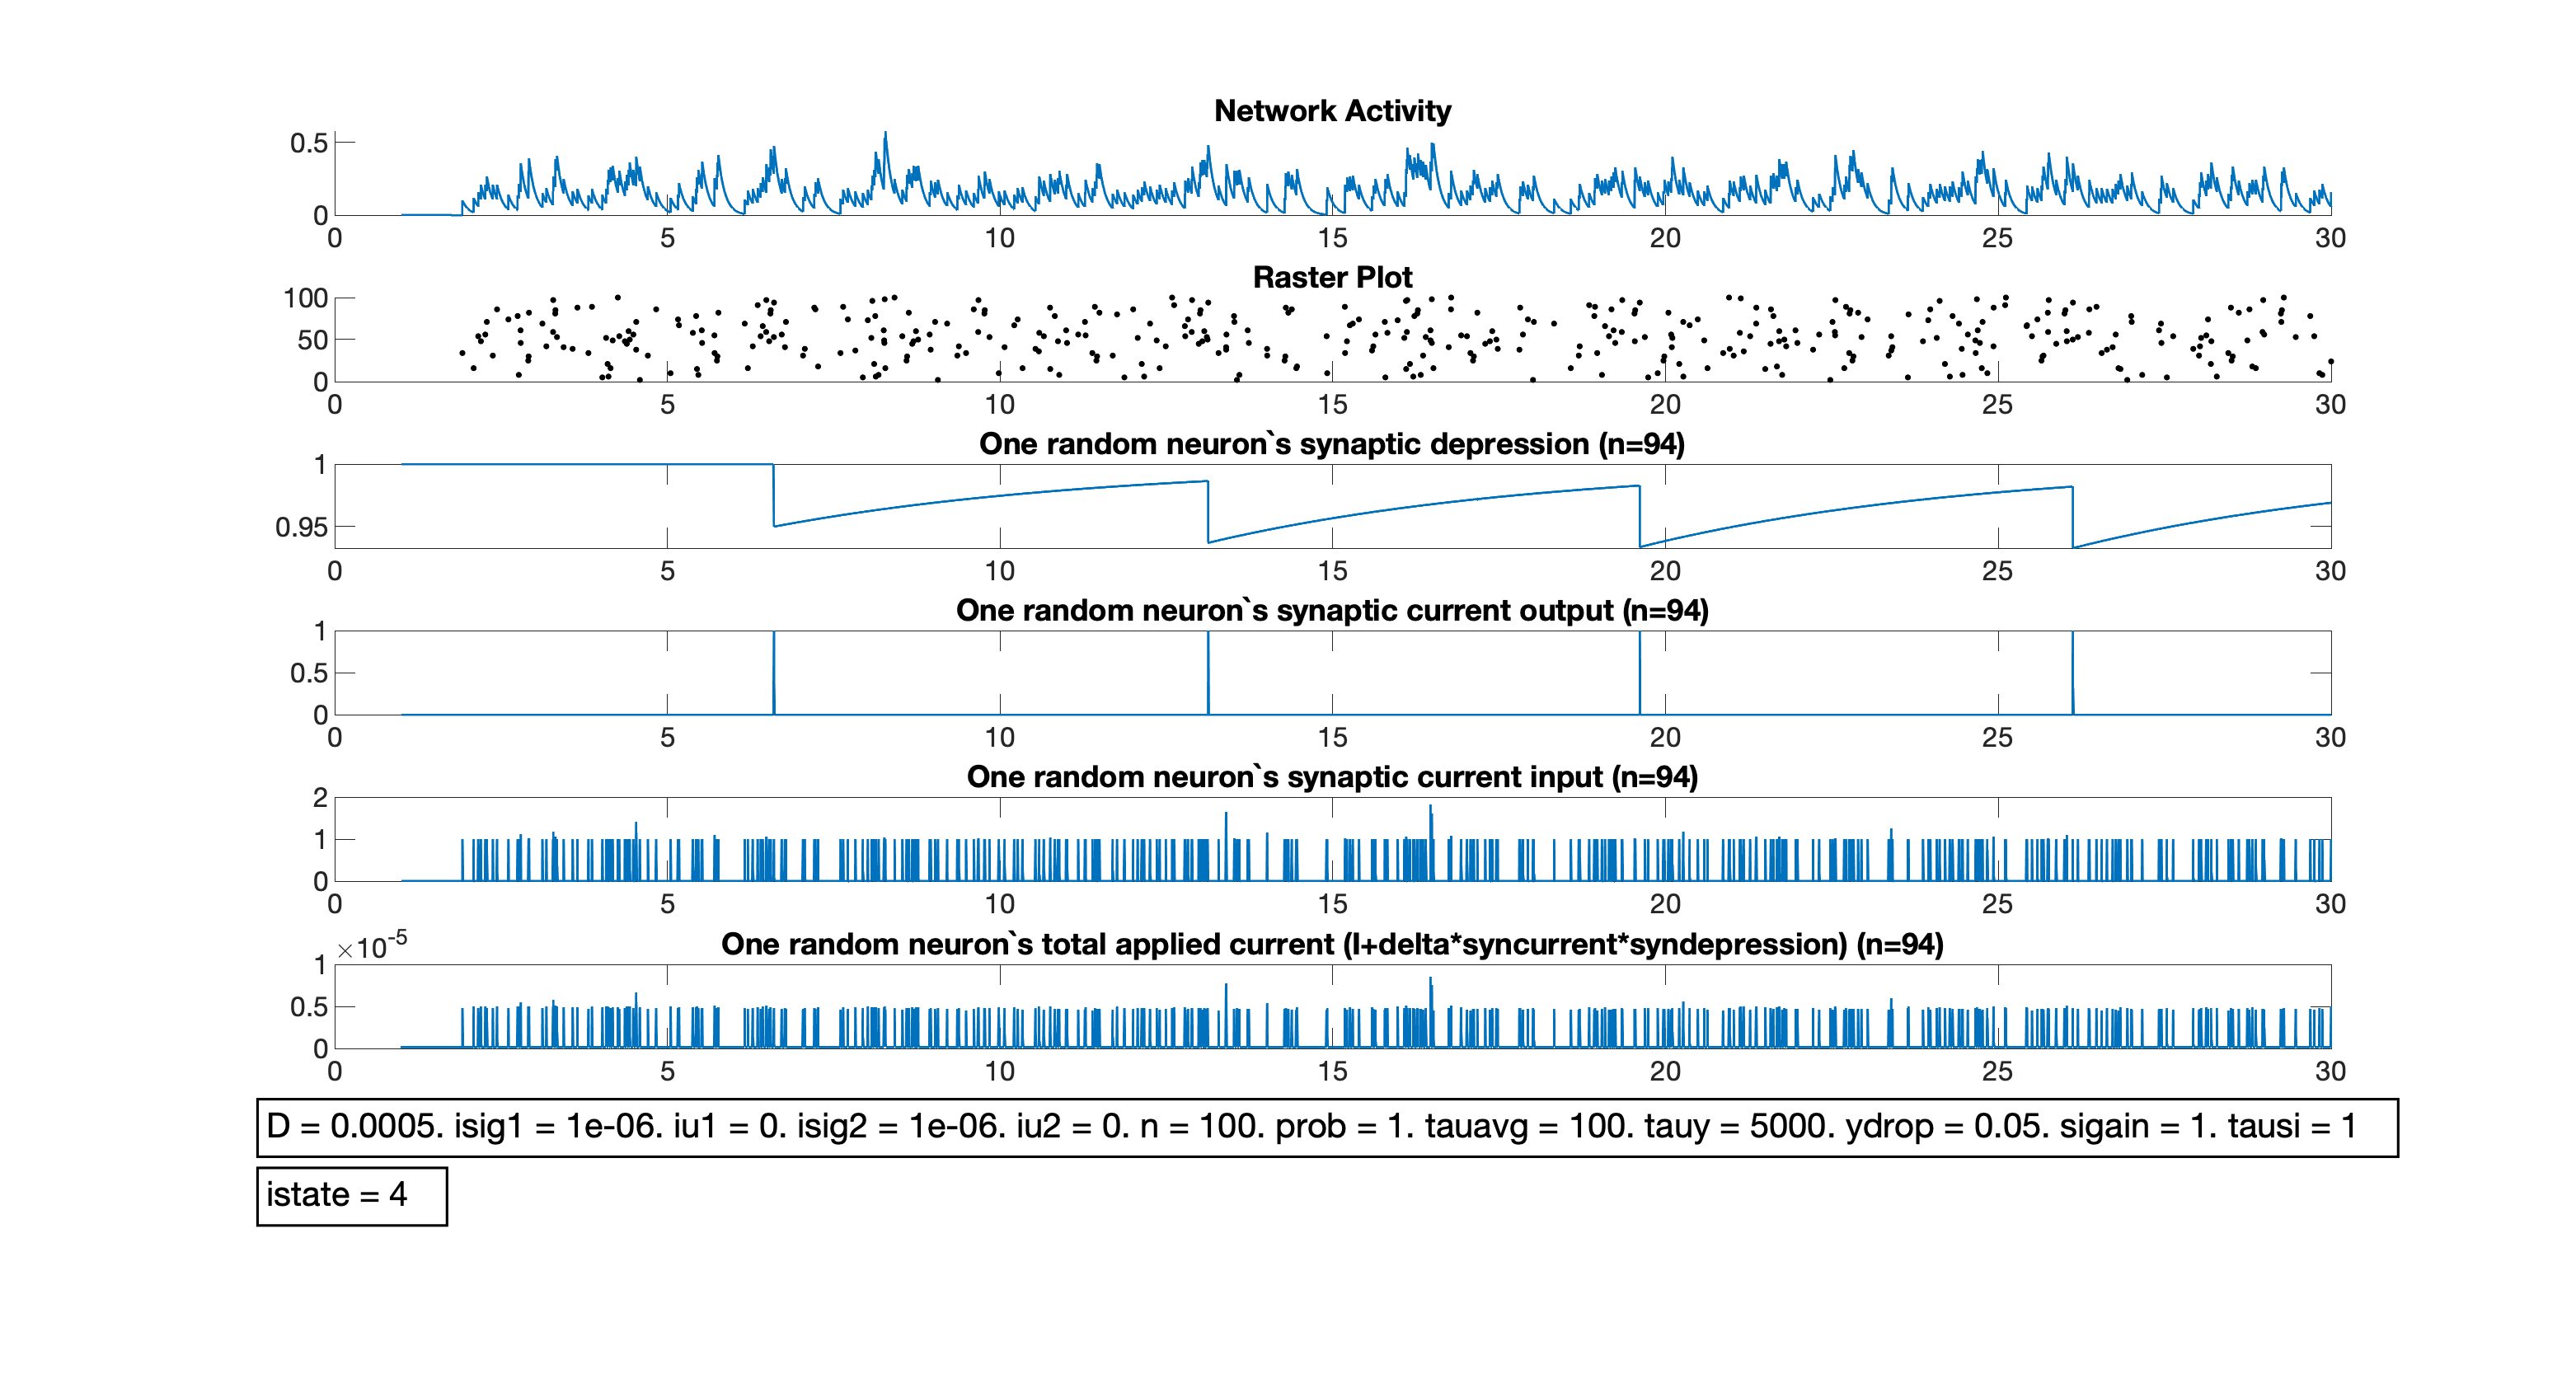 Network Activity
0.5
0
0 5 10 15 20 25 30
Raster Plot
100
50
0
0 5 10 15 20 25 30
One random neuron`s synaptic depression (n=94)
1
0.95
0 5 10 15 20 25 30
One random neuron`s synaptic current output (n=94)
1
0.5
0
0 5 10 15 20 25 30
One random neuron`s synaptic current input (n=94)
2
1
0
0 5 10 15 20 25 30
One random neuron`s total applied current (I+delta*syncurrent*syndepression) (n=94)
1 ×10-5
0.5
0
0 5 10 15 20 25 30
D = 0.0005. isig1 = 1e-06. iu1 = 0. isig2 = 1e-06. iu2 = 0. n = 100. prob = 1. tauavg = 100. tauy = 5000. ydrop = 0.05. sigain = 1. tausi = 1
istate = 4